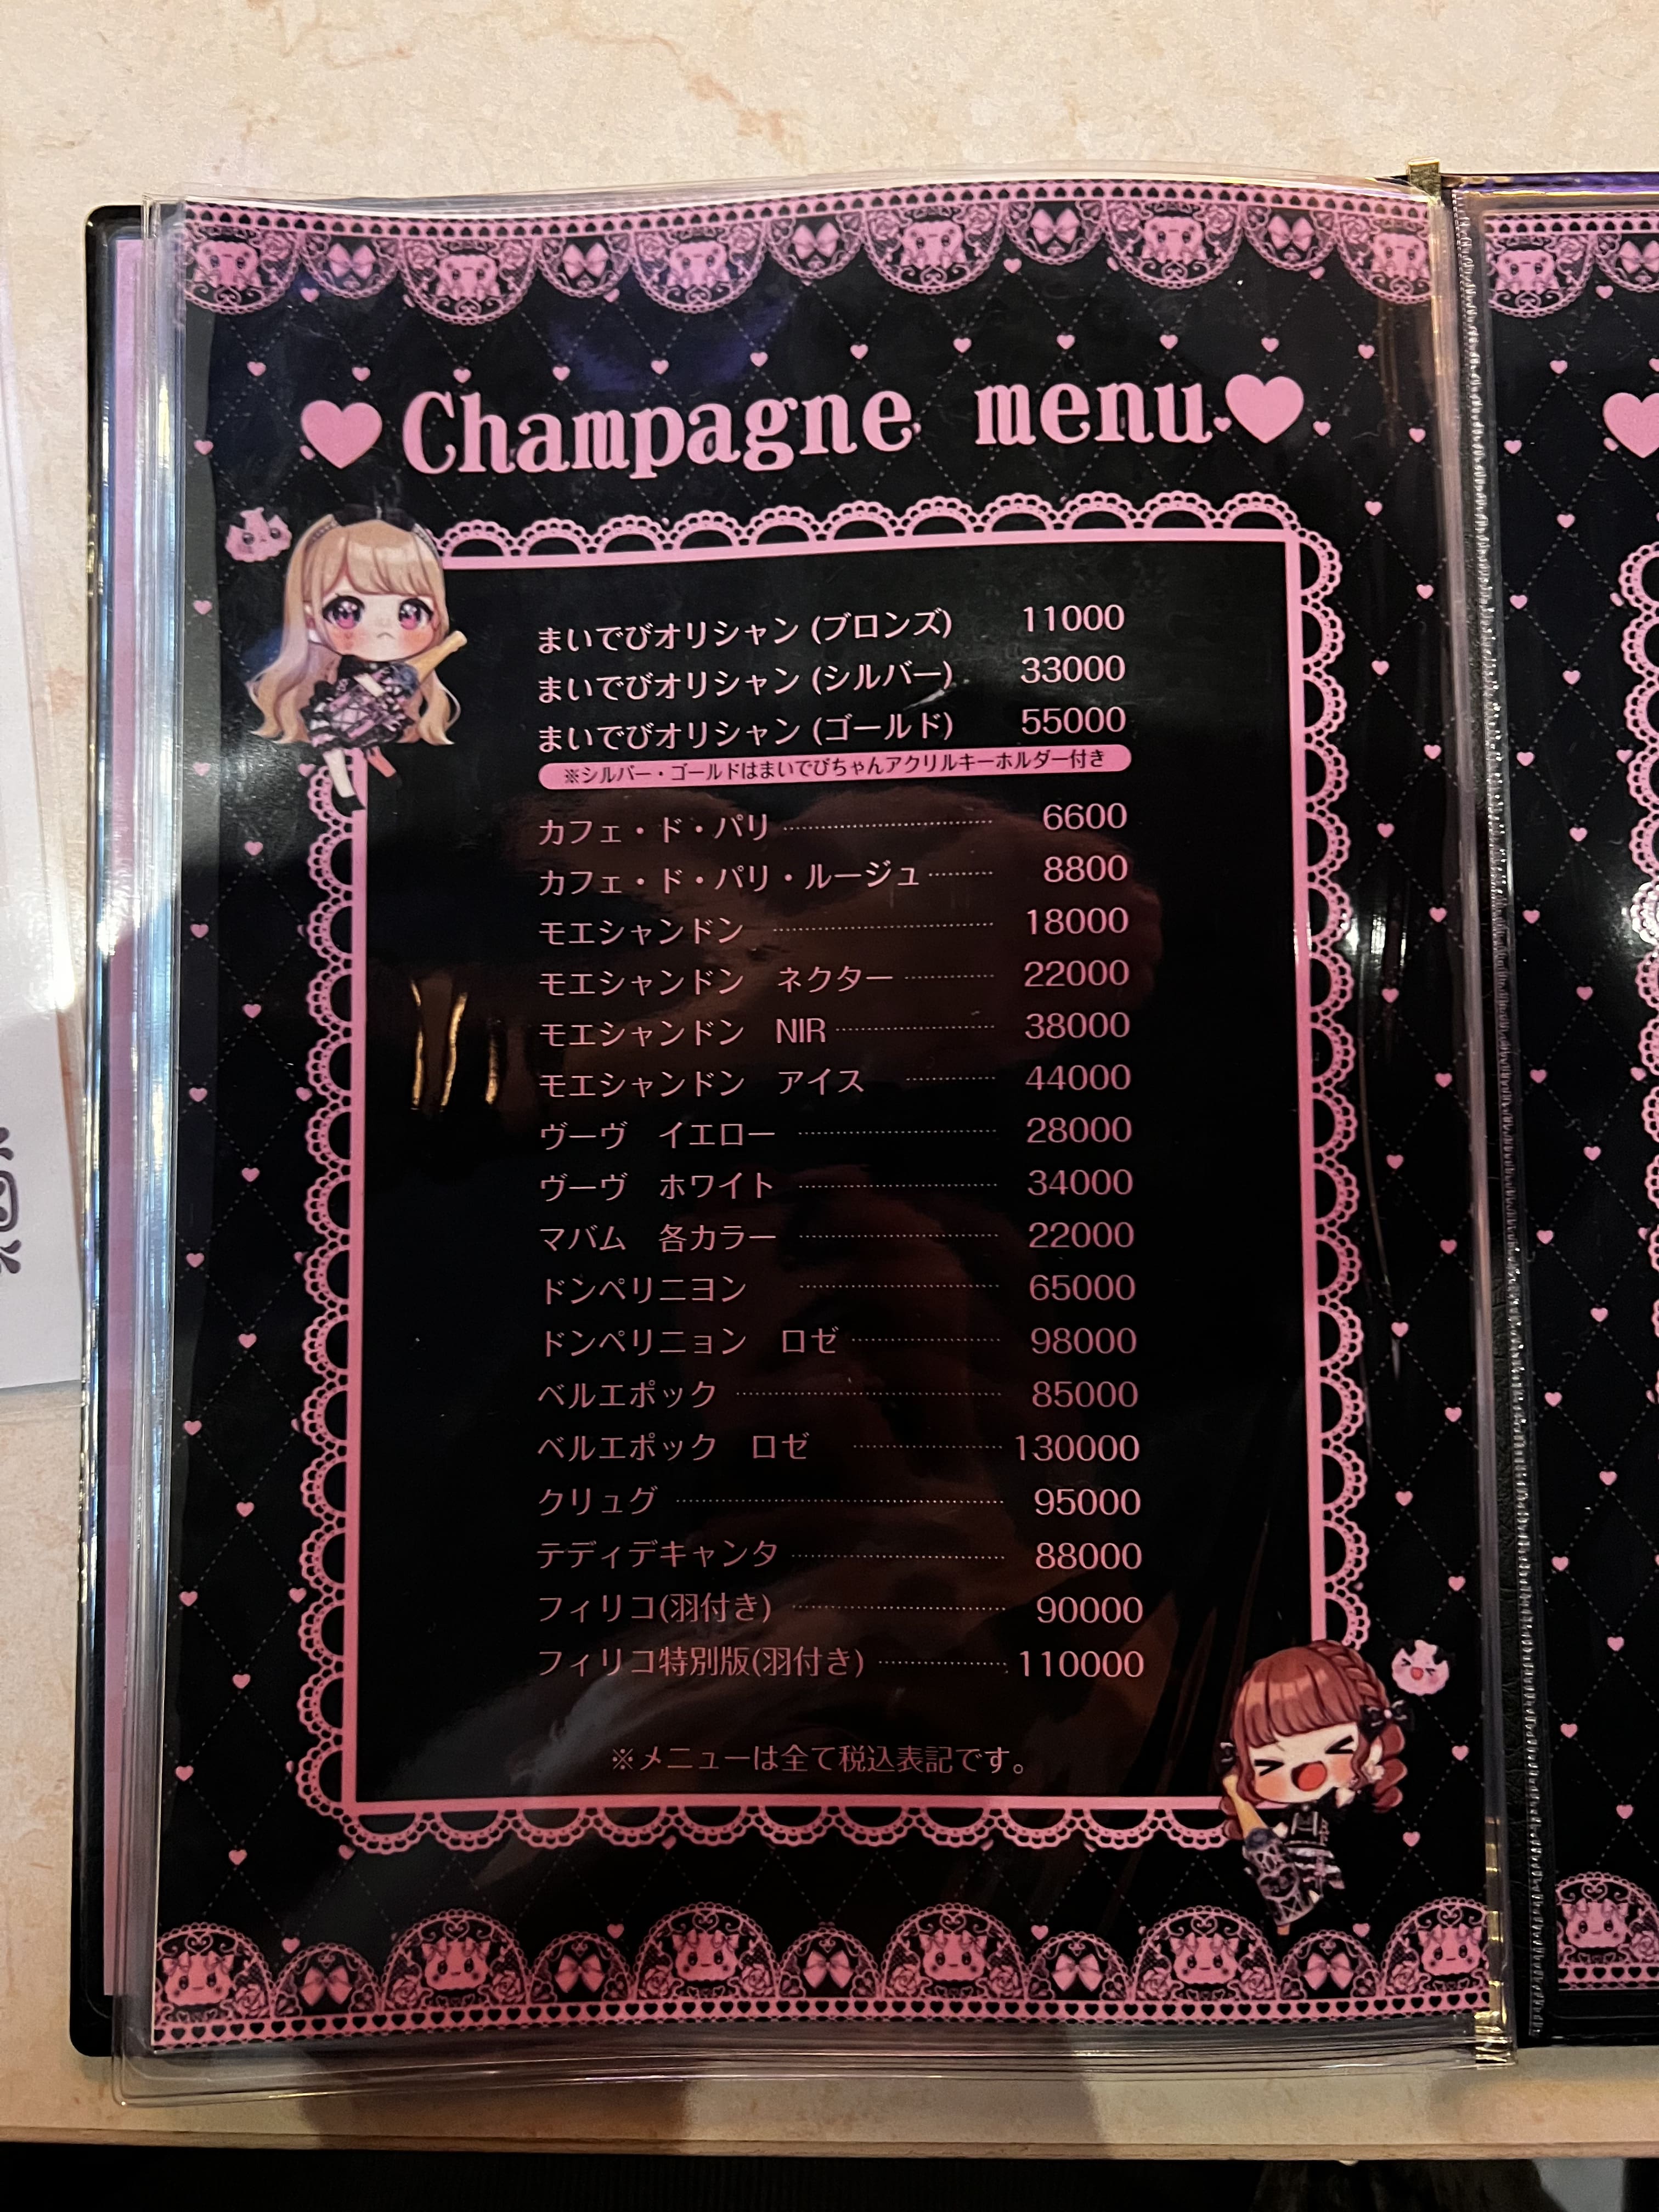 Champagne menu
まいでびオリシャン (ブロンズ) 11000
まいでびオリシャン (シルバー) 33000
まいでびオリシャン (ゴールド) 55000
※シルバー・ゴールドはまいでびちゃんアクリルキーホルダー付き
カフェ・ド・パリ 6600
カフェ・ド・パリ・ルージュ 8800
モエシャンドン 18000
モエシャンドン ネクター 22000
モエシャンドン NIR 38000
モエシャンドン アイス 44000
ヴーヴ イエロー 28000
ヴーヴ ホワイト 34000
マバム 各カラー 22000
ドンペリニヨン 65000
ドンペリニョン ロゼ 98000
ベルエポック 85000
ベルエポック ロゼ 130000
クリュグ 95000
テディデキャンタ 88000
フィリコ(羽付き) 90000
フィリコ特別版(羽付き) 110000
※メニューは全て税込表記です。